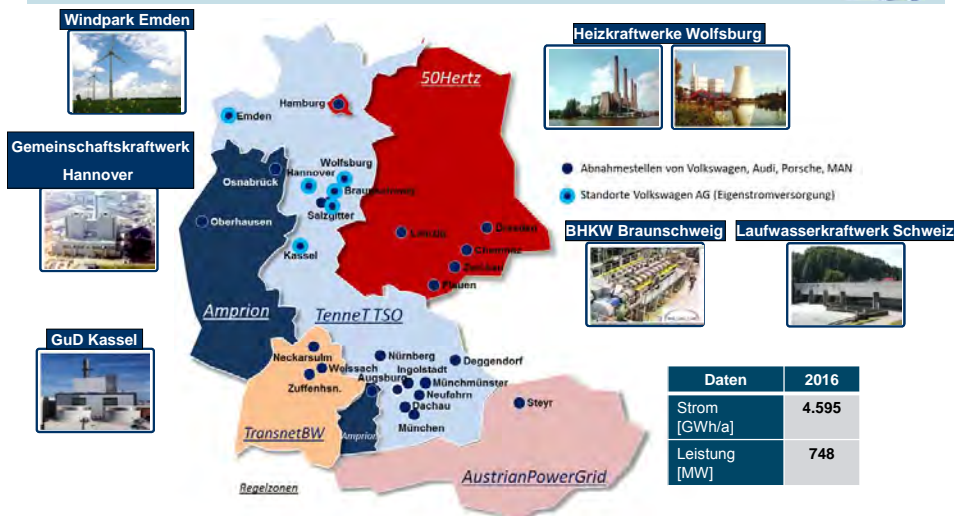 Windpark Emden
Heizkraftwerke Wolfsburg
50Hertz
Hamburg
Emden
Gemeinschaftskraftwerk
Hannover
Abnahmestellen von Volkswagen, Audi, Porsche, MAN
Standorte Volkswagen AG (Eigenstromversorgung)
Wolfsburg
Hannover
Osnabrück
Braunschweig
Salzgitter
Oberhausen
Leipzig
Dresden
Chemnitz
Zwickau
Plauen
Kassel
BHKW Braunschweig
Laufwasserkraftwerk Schweiz
Amprion
TenneT TSO
GuD Kassel
Neckarsulm
Weissach
Zuffenhsn.
Nürnberg
Deggendorf
Ingolstadt
Augsburg
Münchmünster
Neufahrn
Dachau
München
Steyr
TransnetBW
Amprion
AustrianPowerGrid
Regelzonen
Daten 2016
Strom 4.595
[GWh/a]
Leistung 748
[MW]